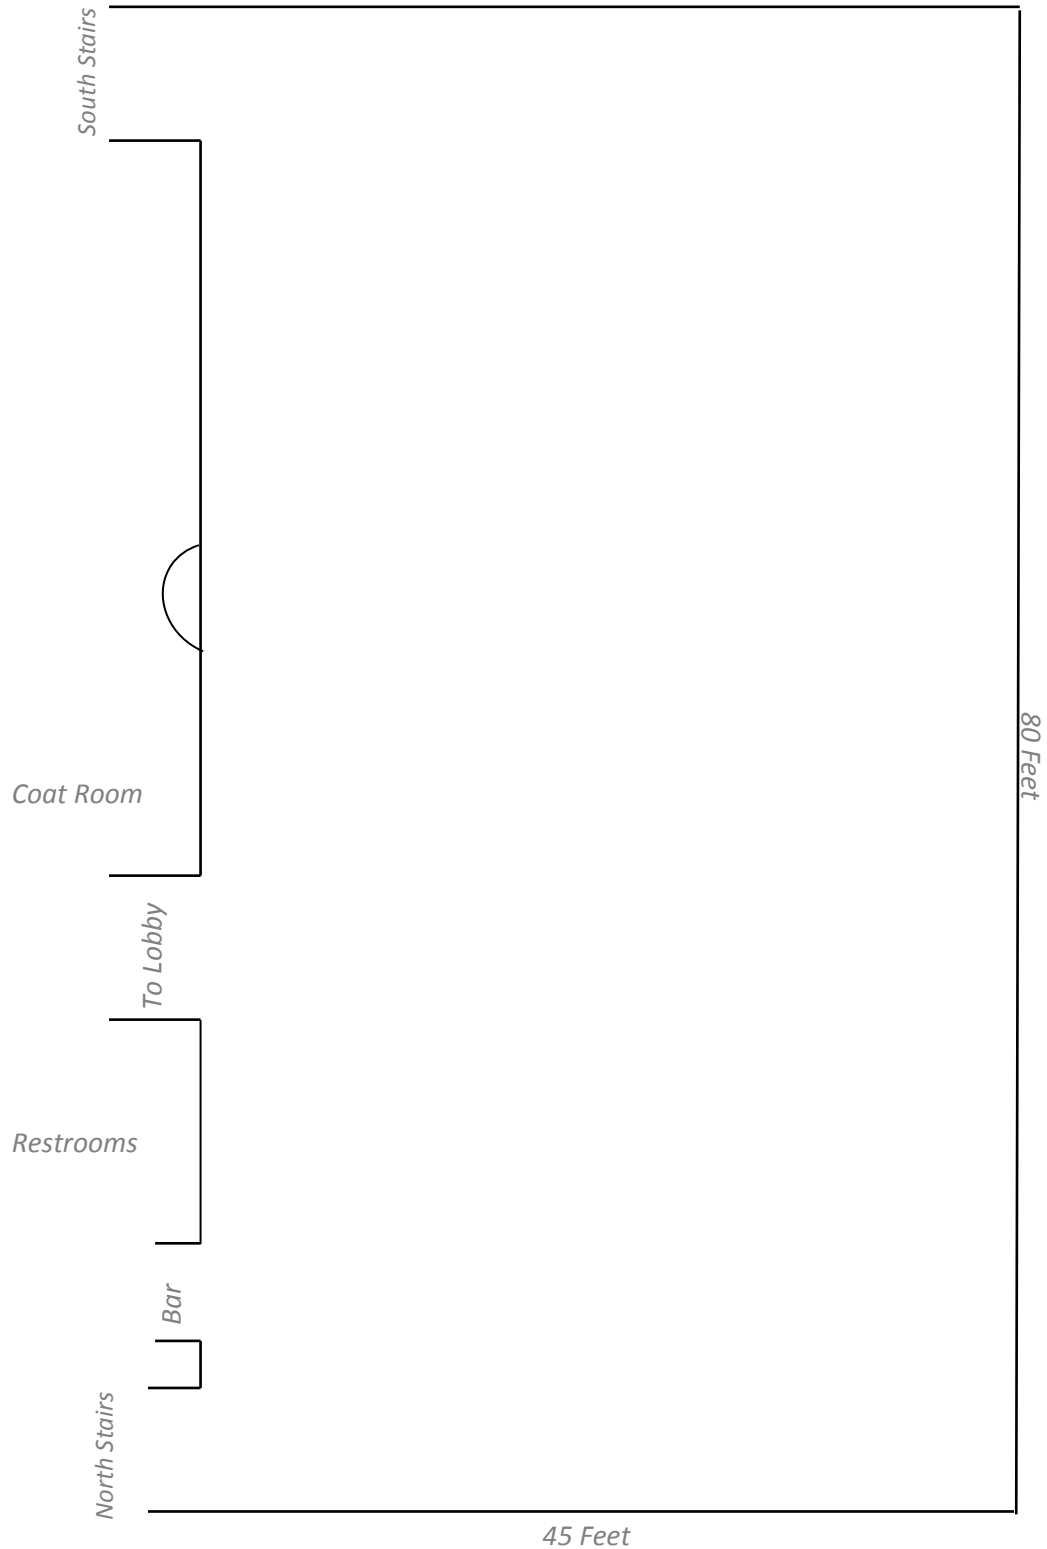 South Stairs
80 Feet
Coat Room
To Lobby
Restrooms
Bar
North Stairs
45 Feet